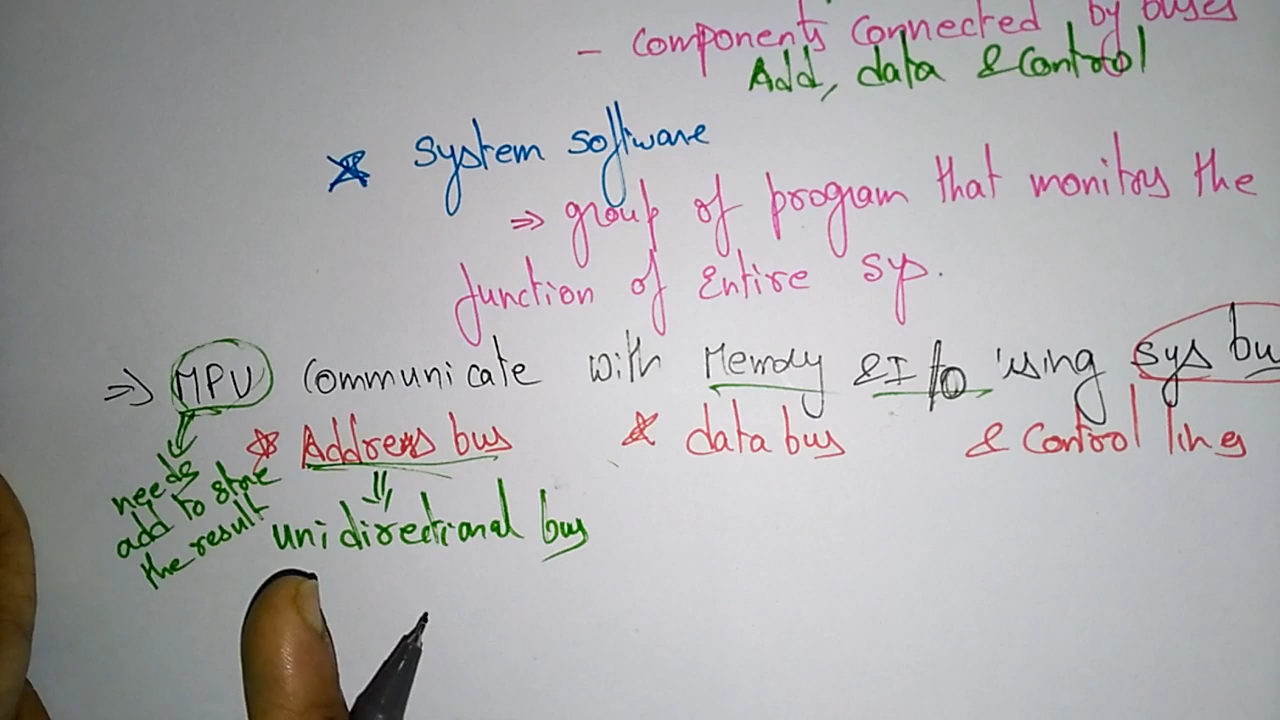 - Components connected by buses
Add, data & control
* System software
⇒ group of program that monitors the
function of Entire sys.
⇒) MPU Communicate with Memory & I/o using sys bu
* Address bus * data bus & Control lines
needs
add to store
the result
unidirectional bus